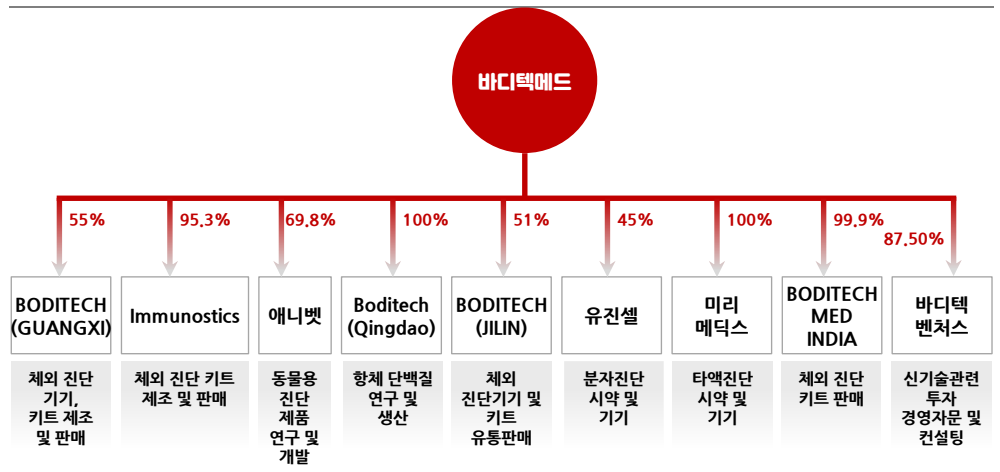 바디텍메드
55%
95.3%
69.8%
100%
51%
45%
100%
99.9%
87.50%
BODITECH
(GUANGXI)
Immunostics
애니벳
Boditech
(Qingdao)
BODITECH
(JILIN)
유진셀
미리
메딕스
BODITECH
MED
INDIA
바디텍
벤처스
체외 진단
기기,
키트 제조
및 판매
체외 진단 키트
제조 및 판매
동물용
진단
제품
연구 및
개발
항체 단백질
연구 및
생산
체외
진단기기 및
키트
유통판매
분자진단
시약 및
기기
타액진단
시약 및
기기
체외 진단
키트 판매
신기술관련
투자
경영자문 및
컨설팅